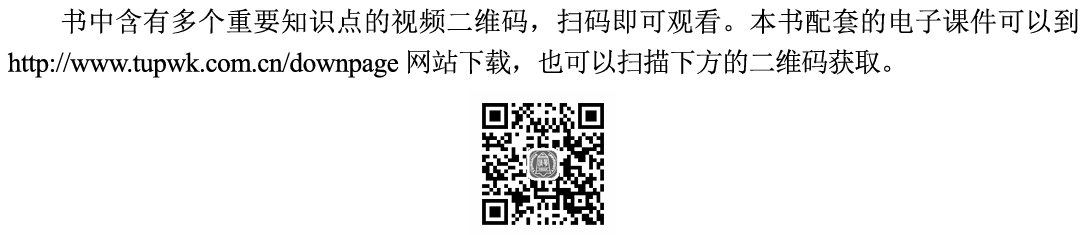 书中含有多个重要知识点的视频二维码，扫码即可观看。本书配套的电子课件可以到
http://www.tupwk.com.cn/downpage 网站下载，也可以扫描下方的二维码获取。